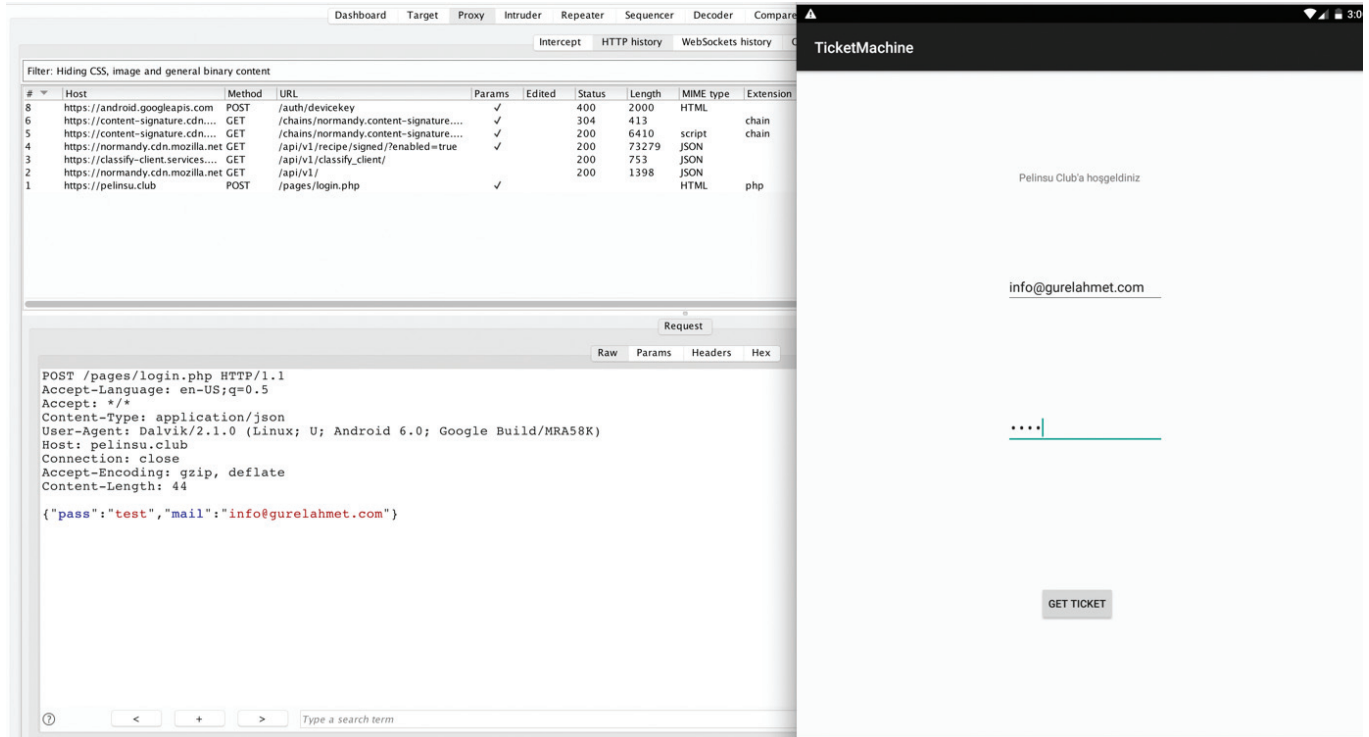 Dashboard Target Proxy Intruder Repeater Sequencer Decoder Compare
Intercept HTTP history WebSockets history
Filter: Hiding CSS, image and general binary content
# Host Method URL Params Edited Status Length MIME type Extension
8 https://android.googleapis.com POST /auth/devicekey ✓ 400 2000 HTML
6 https://content-signature.cdn.... GET /chains/normandy.content-signature.... ✓ 304 413 chain
5 https://content-signature.cdn.... GET /chains/normandy.content-signature.... ✓ 200 6410 script chain
4 https://normandy.cdn.mozilla.net GET /api/v1/recipe/signed/?enabled=true ✓ 200 73279 JSON
3 https://classify-client.services.... GET /api/v1/classify_client/ 200 753 JSON
2 https://normandy.cdn.mozilla.net GET /api/v1/ 200 1398 JSON
1 https://pelinsu.club POST /pages/login.php ✓ HTML php
Request
Raw Params Headers Hex
POST /pages/login.php HTTP/1.1
Accept-Language: en-US;q=0.5
Accept: */*
Content-Type: application/json
User-Agent: Dalvik/2.1.0 (Linux; U; Android 6.0; Google Build/MRA58K)
Host: pelinsu.club
Connection: close
Accept-Encoding: gzip, deflate
Content-Length: 44
{"pass":"test","mail":"info@gurelahmet.com"}
? < + > Type a search term
3:0
TicketMachine
Pelinsu Club'a hoşgeldiniz
info@gurelahmet.com
••••
GET TICKET